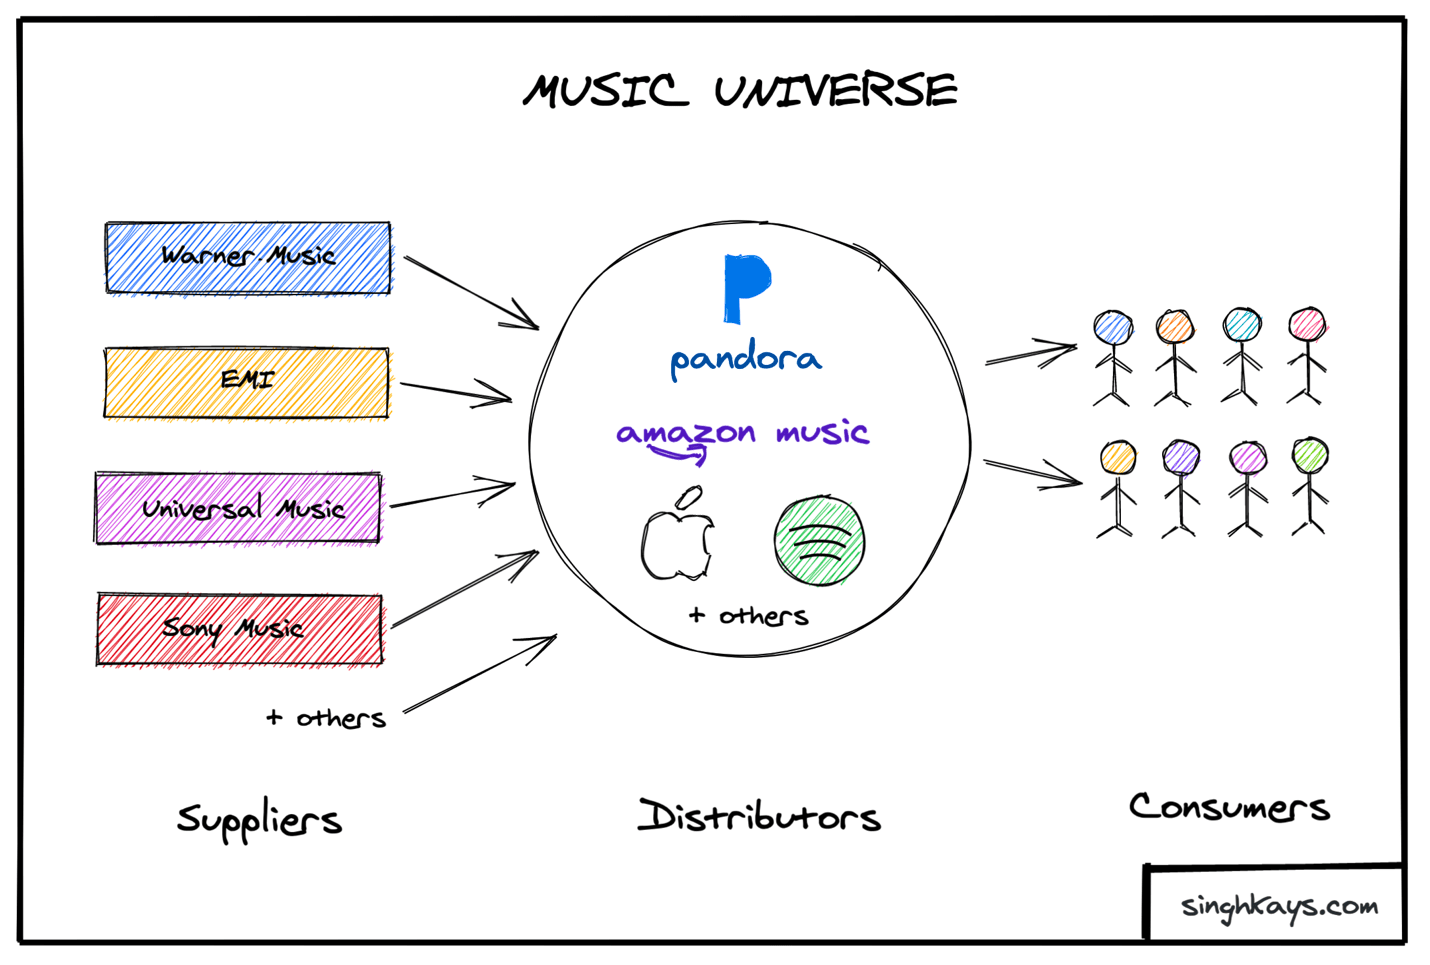 MUSIC UNIVERSE
Warner Music
EMI
Universal Music
Sony Music
+ others
pandora
amazon music
+ others
Suppliers
Distributors
Consumers
singhkays.com